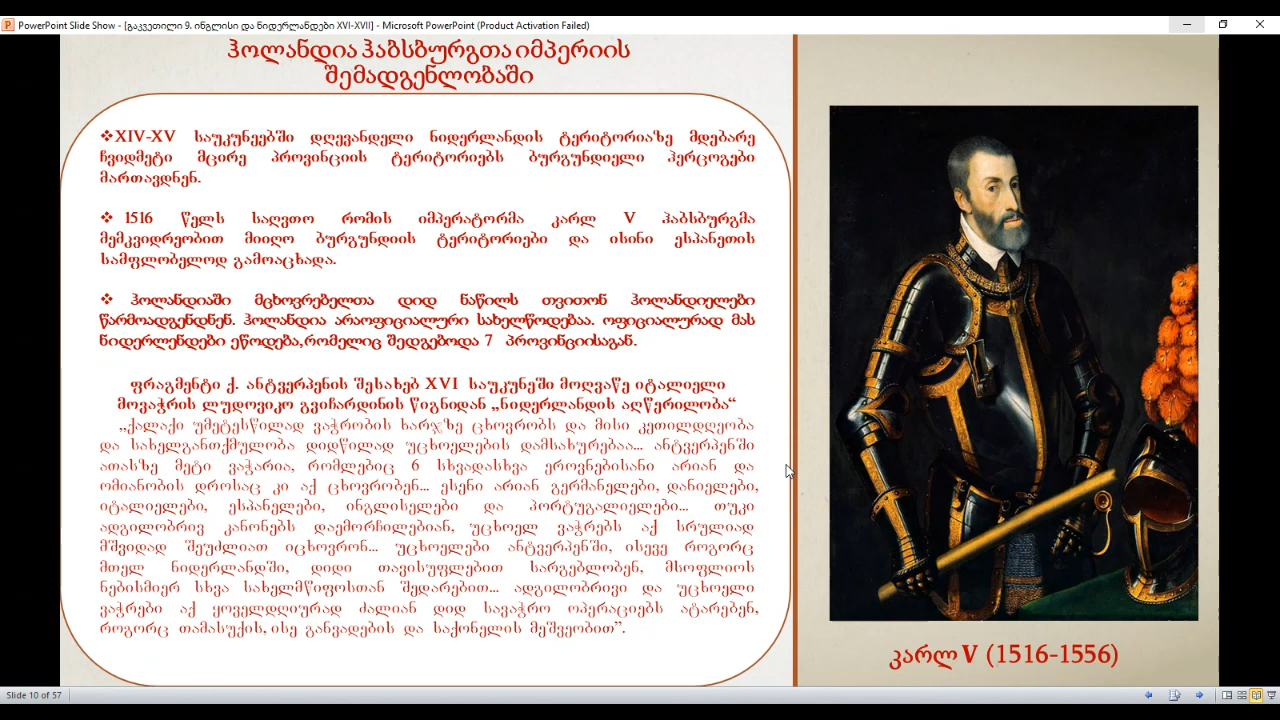 PowerPoint Slide Show - [გაკვეთილი 9. ინგლისი და ნიდერლანდები XVI-XVII] - Microsoft PowerPoint (Product Activation Failed)
ჰოლანდია ჰაბსბურგთა იმპერიის
შემადგენლობაში
❖XIV-XV საუკუნეებში დღევანდელი ნიდერლანდის ტერიტორიაზე მდებარე
ჩვიდმეტი მცირე პროვინციის ტერიტორიებს ბურგუნდიელი ჰერცოგები
მართავდნენ.
❖ 1516 წელს საღვთო რომის იმპერატორმა კარლ V ჰაბსბურგმა
მემკვიდრეობით მიიღო ბურგუნდიის ტერიტორიები და ისინი ესპანეთის
სამფლობელოდ გამოაცხადა.
❖ ჰოლანდიაში მცხოვრებელთა დიდ ნაწილს თვითონ ჰოლანდიელები
წარმოადგენდნენ. ჰოლანდია არაოფიციალური სახელწოდებაა. ოფიციალურად მას
ნიდერლენდები ეწოდება,რომელიც შედგებოდა 7 პროვინციისაგან.
ფრაგმენტი ქ. ანტვერპენის შესახებ XVI საუკუნეში მოღვაწე იტალიელი
მოვაჭრის ლუდოვიკო გვიჩარდინის წიგნიდან „ნიდერლანდის აღწერილობა“
„ქალაქი უმეტესწილად ვაჭრობის ხარჯზე ცხოვრობს და მისი კეთილდღეობა
და სახელგანთქმულობა დიდწილად უცხოელების დამსახურებაა... ანტვერპენში
ათასზე მეტი ვაჭარია, რომლებიც 6 სხვადასხვა ეროვნებისანი არიან და
ომიანობის დროსაც კი აქ ცხოვრობენ... ესენი არიან გერმანელები, დანიელები,
იტალიელები, ესპანელები, ინგლისელები და პორტუგალიელები... თუკი
ადგილობრივ კანონებს დაემორჩილებიან, უცხოელ ვაჭრებს აქ სრულიად
მშვიდად შეუძლიათ იცხოვრონ... უცხოელები ანტვერპენში, ისევე როგორც
მთელ ნიდერლანდში, დიდი თავისუფლებით სარგებლობენ, მსოფლიოს
ნებისმიერ სხვა სახელმწიფოსთან შედარებით... ადგილობრივი და უცხოელი
ვაჭრები აქ ყოველდღიურად ძალიან დიდ სავაჭრო ოპერაციებს ატარებენ,
როგორც თამასუქის, ისე განვადების და საქონელის მეშვეობით”.
კარლ V (1516-1556)
Slide 10 of 57